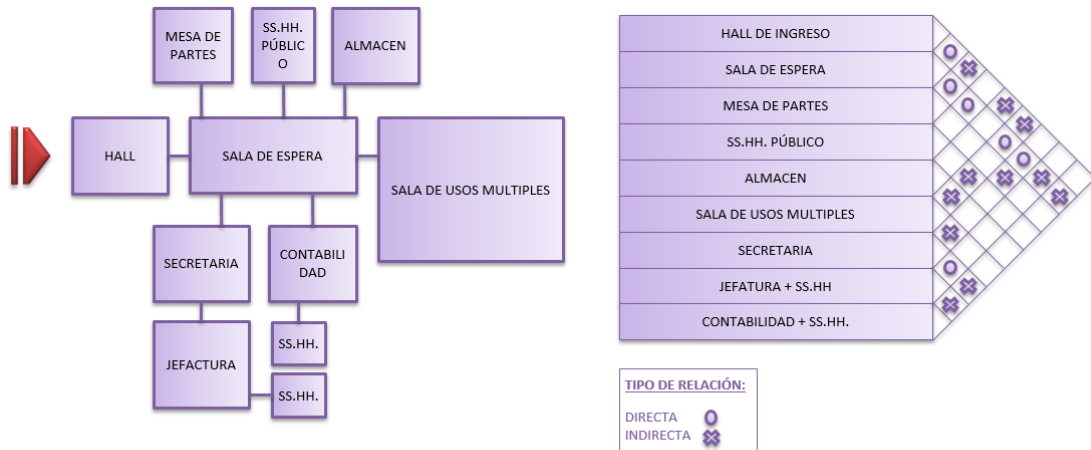 MESA DE
PARTES
SS.HH.
PÚBLIC
O
ALMACEN
HALL
SALA DE ESPERA
SALA DE USOS MULTIPLES
SECRETARIA
CONTABILI
DAD
JEFACTURA
SS.HH.
SS.HH.
HALL DE INGRESO
SALA DE ESPERA
MESA DE PARTES
SS.HH. PÚBLICO
ALMACEN
SALA DE USOS MULTIPLES
SECRETARIA
JEFATURA + SS.HH
CONTABILIDAD + SS.HH.
TIPO DE RELACIÓN:
DIRECTA
INDIRECTA